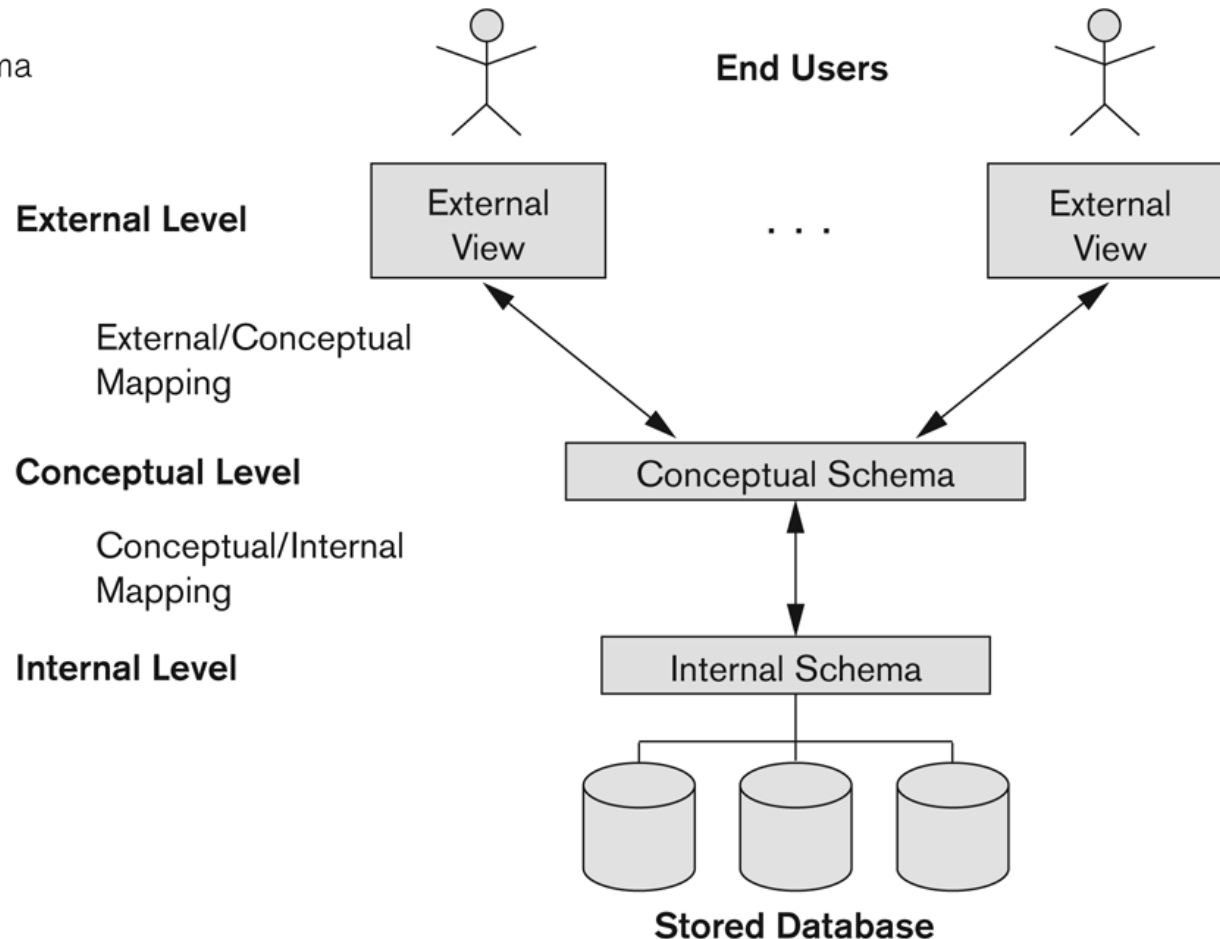 End Users
External Level
External
View
. . .
External
View
External/Conceptual
Mapping
Conceptual Level
Conceptual Schema
Conceptual/Internal
Mapping
Internal Level
Internal Schema
Stored Database